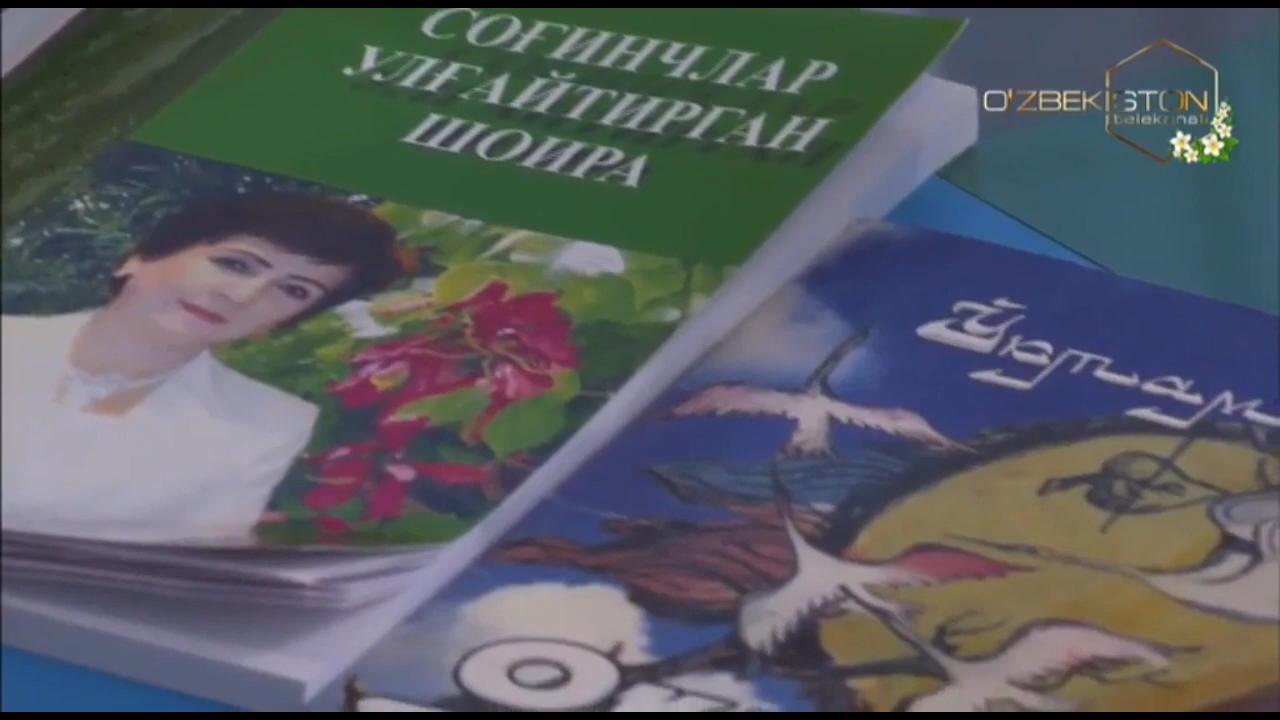 СОҒИНЧЛАР
УЛҒАЙТИРГАН
ШОИРА
O'ZBEKISTON
telekanali